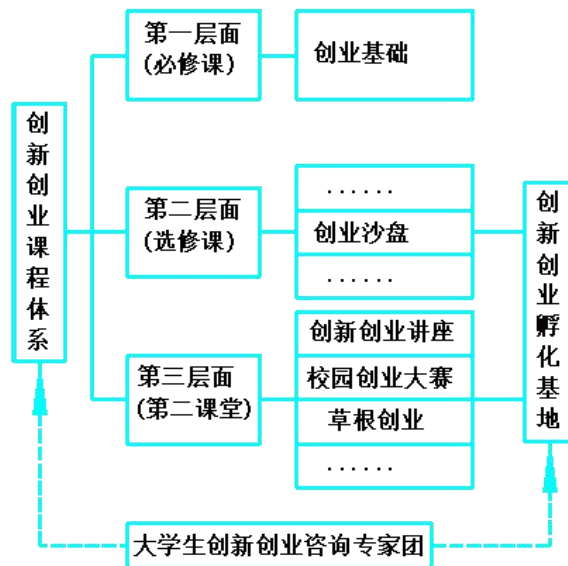 创新创业课程体系
第一层面
(必修课)
创业基础
第二层面
(选修课)
......
创业沙盘
......
第三层面
(第二课堂)
创新创业讲座
校园创业大赛
草根创业
......
创新创业孵化基地
大学生创新创业咨询专家团